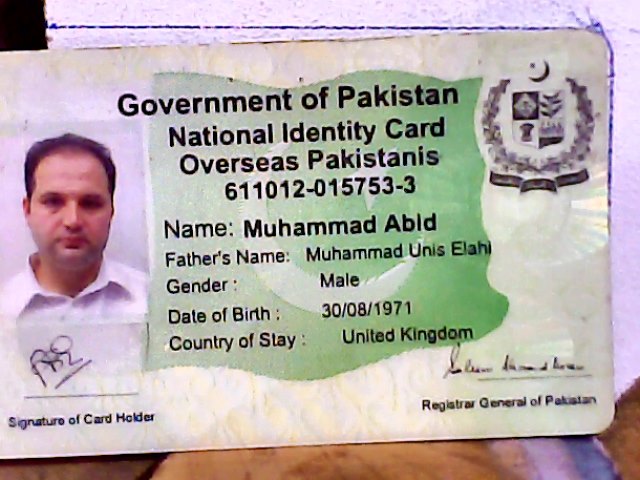 Government of Pakistan
National Identity Card
Overseas Pakistanis
611012-015753-3
Name: Muhammad Abid
Father's Name: Muhammad Unis Elahi
Gender : Male
Date of Birth : 30/08/1971
Country of Stay : United Kingdom
Signature of Card Holder
Registrar General of Pakistan